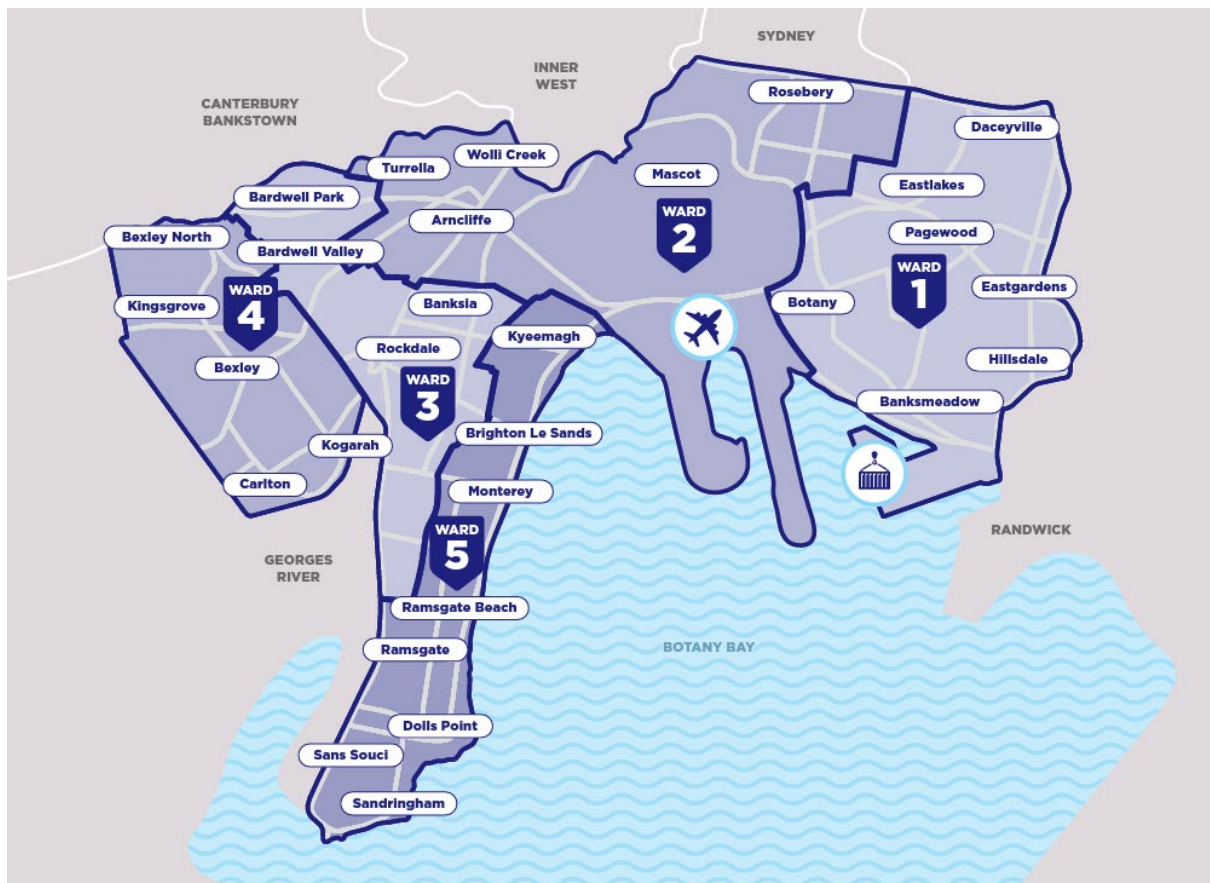 SYDNEY
INNER
WEST
CANTERBURY
BANKSTOWN
Rosebery
Daceyville
Wolli Creek
Turrella
Mascot
Eastlakes
Bardwell Park
Arncliffe
WARD
2
Pagewood
Bexley North
Bardwell Valley
WARD
1
Eastgardens
Kingsgrove
WARD
4
Banksia
Botany
Kyeemagh
Rockdale
Hillsdale
Bexley
WARD
3
Banksmeadow
Brighton Le Sands
Kogarah
Carlton
Monterey
RANDWICK
WARD
5
GEORGES
RIVER
Ramsgate Beach
Ramsgate
BOTANY BAY
Dolls Point
Sans Souci
Sandringham